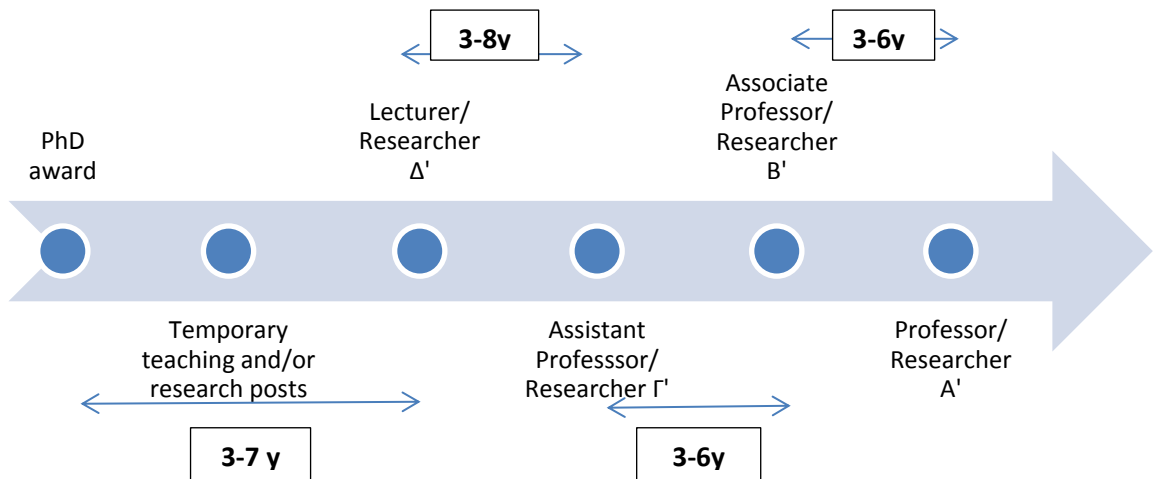 3-8y
3-6y
PhD
award
Lecturer/
Researcher
Δ'
Associate
Professor/
Researcher
Β'
Temporary
teaching and/or
research posts
Assistant
Professsor/
Researcher Γ'
Professor/
Researcher
Α'
3-7 y
3-6y